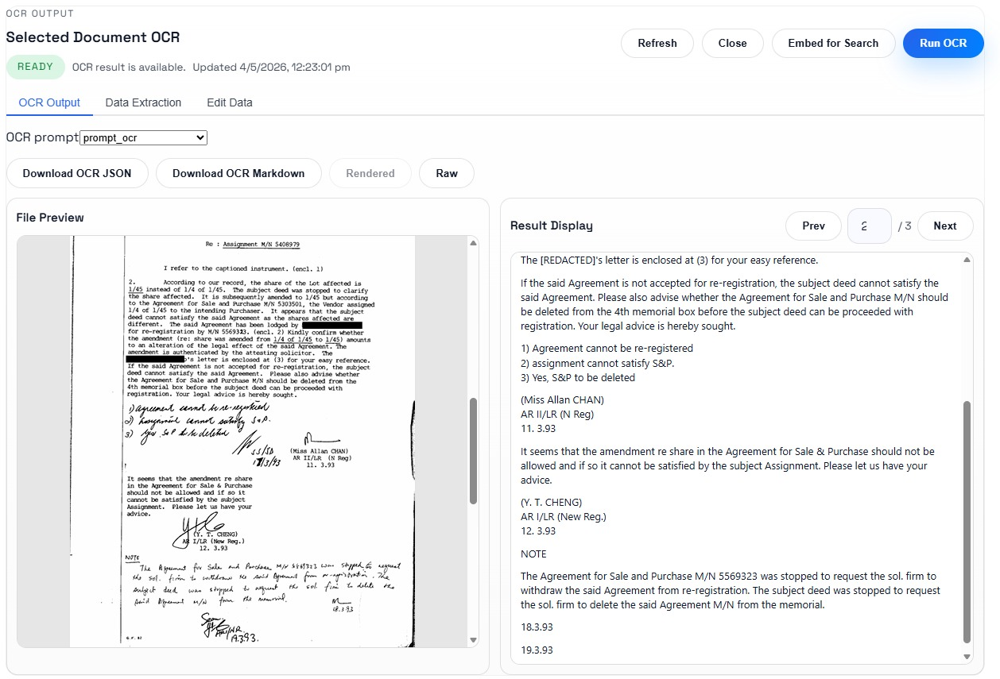 OCR OUTPUT
Selected Document OCR
Refresh
Close
Embed for Search
Run OCR
READY
OCR result is available. Updated 4/5/2026, 12:23:01 pm
OCR Output
Data Extraction
Edit Data
OCR prompt
prompt_ocr
Download OCR JSON
Download OCR Markdown
Rendered
Raw
File Preview
Re : Assignment M/N 5408979
I refer to the captioned instrument. (encl. 1)
2. According to our record, the share of the Lot affected is
1/45 instead of 1/4 of 1/45. The subject deed was stopped to clarify
the share affected. It is subsequently amended to 1/45 but according
to the Agreement for Sale and Purchase M/N 5303501, the Vendor assigned
1/4 of 1/45 to the intending Purchaser. It appears that the subject
deed cannot satisfy the said Agreement as the shares affected are
different. The said Agreement has been lodged by
for re-registration by M/N 5569323. (encl. 2) Kindly confirm whether
the amendment (re: share was amended from 1/4 of 1/45 to 1/45) amounts
to an alteration of the legal effect of the said Agreement. The
amendment is authenticated by the attesting solicitor. The
's letter is enclosed at (3) for your easy reference.
If the said Agreement is not accepted for re-registration, the subject
deed cannot satisfy the said Agreement. Please also advise whether
the Agreement for Sale and Purchase M/N should be deleted from the
4th memorial box before the subject deed can be proceeded with
registration. Your legal advice is hereby sought.
1) agreement cannot be re-registered
2) Assignment cannot satisfy S&P.
3) Yes, S&P to be deleted
SS/SD
17/3/93
(Miss Allan CHAN)
AR II/LR (N Reg)
11. 3.93
It seems that the amendment re share
in the Agreement for Sale & Purchase
should not be allowed and if so it
cannot be satisfied by the subject
Assignment. Please let us have your
advice.
(Y. T. CHENG)
AR I/LR (New Reg.)
12. 3.93
NOTE
The Agreement for Sale and Purchase M/N 5569323 was stopped to request
the sol. firm to withdraw the said Agreement from re-registration. The
subject deed was stopped to request the sol. firm to delete the
said Agreement M/N from the memorial.
18.3.93
19.3.93.
G.F. 82
Result Display
Prev
2
/ 3
Next
The [REDACTED]'s letter is enclosed at (3) for your easy reference.
If the said Agreement is not accepted for re-registration, the subject deed cannot satisfy the
said Agreement. Please also advise whether the Agreement for Sale and Purchase M/N should
be deleted from the 4th memorial box before the subject deed can be proceeded with
registration. Your legal advice is hereby sought.
1) Agreement cannot be re-registered
2) assignment cannot satisfy S&P.
3) Yes, S&P to be deleted
(Miss Allan CHAN)
AR II/LR (N Reg)
11. 3.93
It seems that the amendment re share in the Agreement for Sale & Purchase should not be
allowed and if so it cannot be satisfied by the subject Assignment. Please let us have your
advice.
(Y. T. CHENG)
AR I/LR (New Reg.)
12. 3.93
NOTE
The Agreement for Sale and Purchase M/N 5569323 was stopped to request the sol. firm to
withdraw the said Agreement from re-registration. The subject deed was stopped to request
the sol. firm to delete the said Agreement M/N from the memorial.
18.3.93
19.3.93